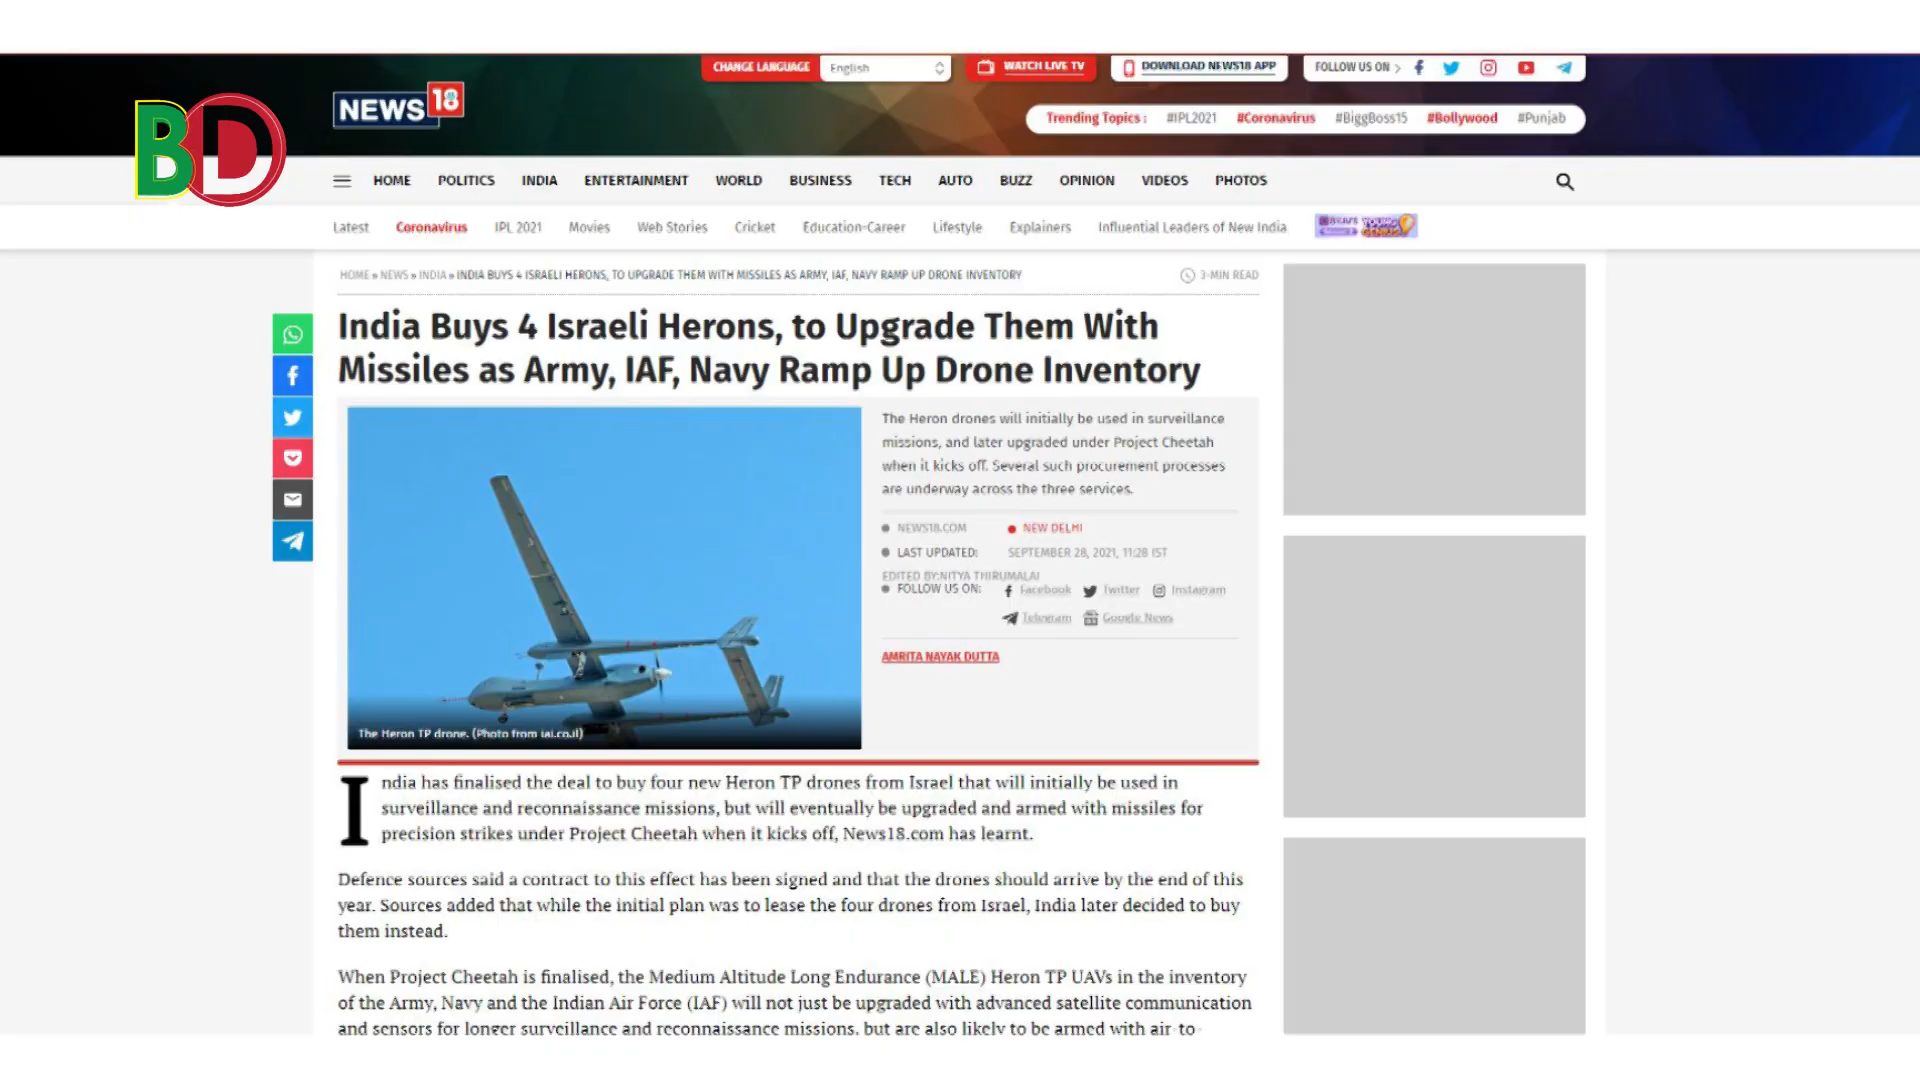 CHANGE LANGUAGE English WATCH LIVE TV DOWNLOAD NEWS18 APP FOLLOW US ON
BD
NEWS 18
Trending Topics : #IPL2021 #Coronavirus #BiggBoss15 #Bollywood #Punjab
HOME POLITICS INDIA ENTERTAINMENT WORLD BUSINESS TECH AUTO BUZZ OPINION VIDEOS PHOTOS
Latest Coronavirus IPL 2021 Movies Web Stories Cricket Education-Career Lifestyle Explainers Influential Leaders of New India
HOME » NEWS » INDIA » INDIA BUYS 4 ISRAELI HERONS, TO UPGRADE THEM WITH MISSILES AS ARMY, IAF, NAVY RAMP UP DRONE INVENTORY
3-MIN READ
India Buys 4 Israeli Herons, to Upgrade Them With
Missiles as Army, IAF, Navy Ramp Up Drone Inventory
The Heron TP drone. (Photo from iai.co.il)
The Heron drones will initially be used in surveillance
missions, and later upgraded under Project Cheetah
when it kicks off. Several such procurement processes
are underway across the three services.
NEWS18.COM NEW DELHI
LAST UPDATED: SEPTEMBER 28, 2021, 11:28 IST
EDITED BY:NITYA THIRUMALAI
FOLLOW US ON: Facebook Twitter Instagram
Telegram Google News
AMRITA NAYAK DUTTA
India has finalised the deal to buy four new Heron TP drones from Israel that will initially be used in
surveillance and reconnaissance missions, but will eventually be upgraded and armed with missiles for
precision strikes under Project Cheetah when it kicks off, News18.com has learnt.
Defence sources said a contract to this effect has been signed and that the drones should arrive by the end of this
year. Sources added that while the initial plan was to lease the four drones from Israel, India later decided to buy
them instead.
When Project Cheetah is finalised, the Medium Altitude Long Endurance (MALE) Heron TP UAVs in the inventory
of the Army, Navy and the Indian Air Force (IAF) will not just be upgraded with advanced satellite communication
and sensors for longer surveillance and reconnaissance missions, but are also likely to be armed with air-to-